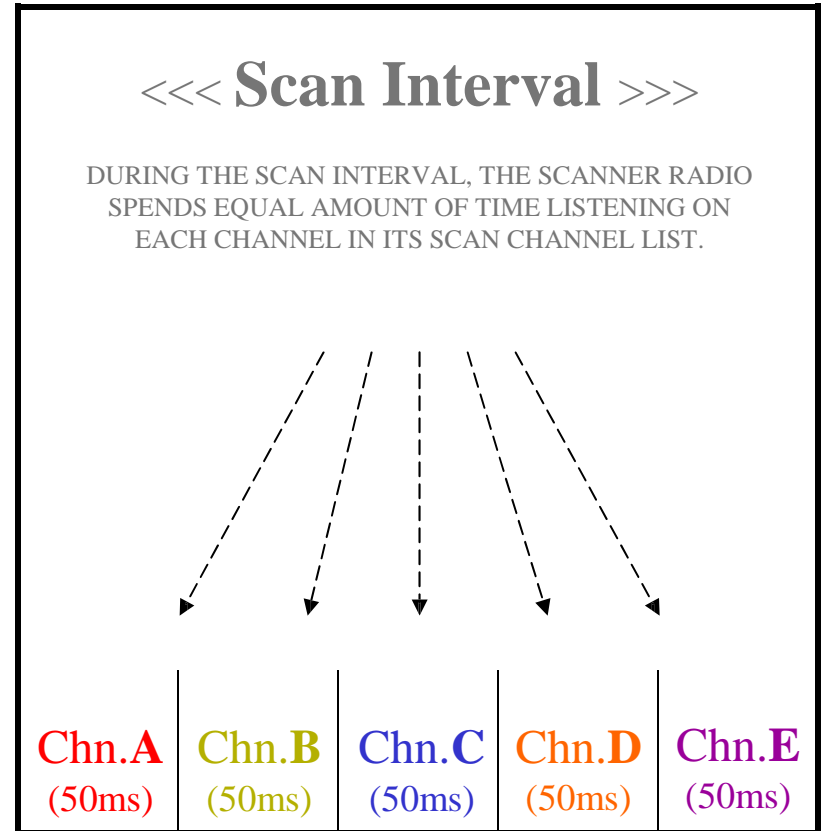 <<< Scan Interval >>>
DURING THE SCAN INTERVAL, THE SCANNER RADIO
SPENDS EQUAL AMOUNT OF TIME LISTENING ON
EACH CHANNEL IN ITS SCAN CHANNEL LIST.
Chn.A Chn.B Chn.C Chn.D Chn.E
(50ms) (50ms) (50ms) (50ms) (50ms)